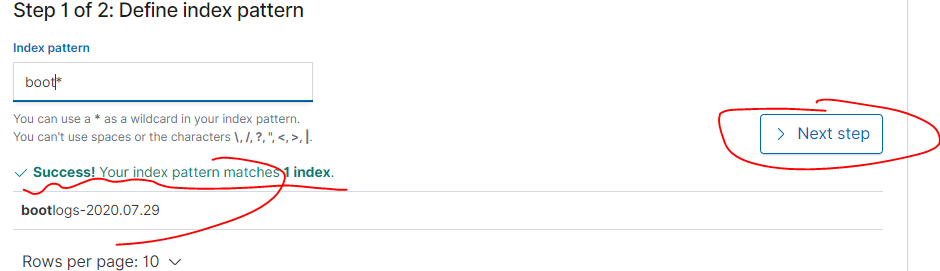 Step 1 of 2: Define index pattern
Index pattern
boot*
You can use a * as a wildcard in your index pattern.
You can't use spaces or the characters \, /, ?, ", <, >, |.
Next step
Success! Your index pattern matches 1 index.
bootlogs-2020.07.29
Rows per page: 10